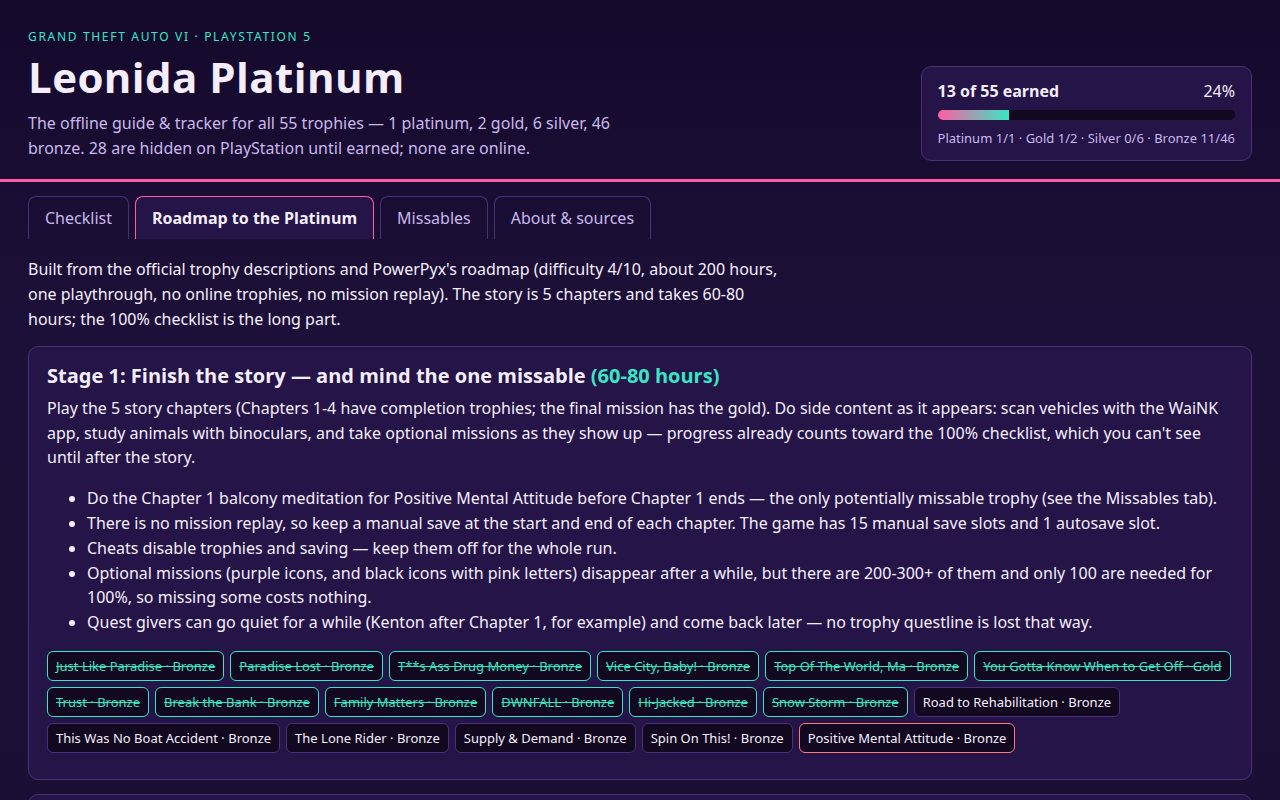 GRAND THEFT AUTO VI · PLAYSTATION 5
Leonida Platinum
The offline guide & tracker for all 55 trophies — 1 platinum, 2 gold, 6 silver, 46
bronze. 28 are hidden on PlayStation until earned; none are online.
13 of 55 earned 24%
Platinum 1/1 · Gold 1/2 · Silver 0/6 · Bronze 11/46
Checklist
Roadmap to the Platinum
Missables
About & sources
Built from the official trophy descriptions and PowerPyx's roadmap (difficulty 4/10, about 200 hours,
one playthrough, no online trophies, no mission replay). The story is 5 chapters and takes 60-80
hours; the 100% checklist is the long part.
Stage 1: Finish the story — and mind the one missable (60-80 hours)
Play the 5 story chapters (Chapters 1-4 have completion trophies; the final mission has the gold). Do side content as it appears: scan vehicles with the WaiNK
app, study animals with binoculars, and take optional missions as they show up — progress already counts toward the 100% checklist, which you can't see
until after the story.
• Do the Chapter 1 balcony meditation for Positive Mental Attitude before Chapter 1 ends — the only potentially missable trophy (see the Missables tab).
• There is no mission replay, so keep a manual save at the start and end of each chapter. The game has 15 manual save slots and 1 autosave slot.
• Cheats disable trophies and saving — keep them off for the whole run.
• Optional missions (purple icons, and black icons with pink letters) disappear after a while, but there are 200-300+ of them and only 100 are needed for
100%, so missing some costs nothing.
• Quest givers can go quiet for a while (Kenton after Chapter 1, for example) and come back later — no trophy questline is lost that way.
Just Like Paradise · Bronze
Paradise Lost · Bronze
T**s Ass Drug Money · Bronze
Vice City, Baby! · Bronze
Top Of The World, Ma · Bronze
You Gotta Know When to Get Off · Gold
Trust · Bronze
Break the Bank · Bronze
Family Matters · Bronze
DWNFALL · Bronze
Hi-Jacked · Bronze
Snow Storm · Bronze
Road to Rehabilitation · Bronze
This Was No Boat Accident · Bronze
The Lone Rider · Bronze
Supply & Demand · Bronze
Spin On This! · Bronze
Positive Mental Attitude · Bronze